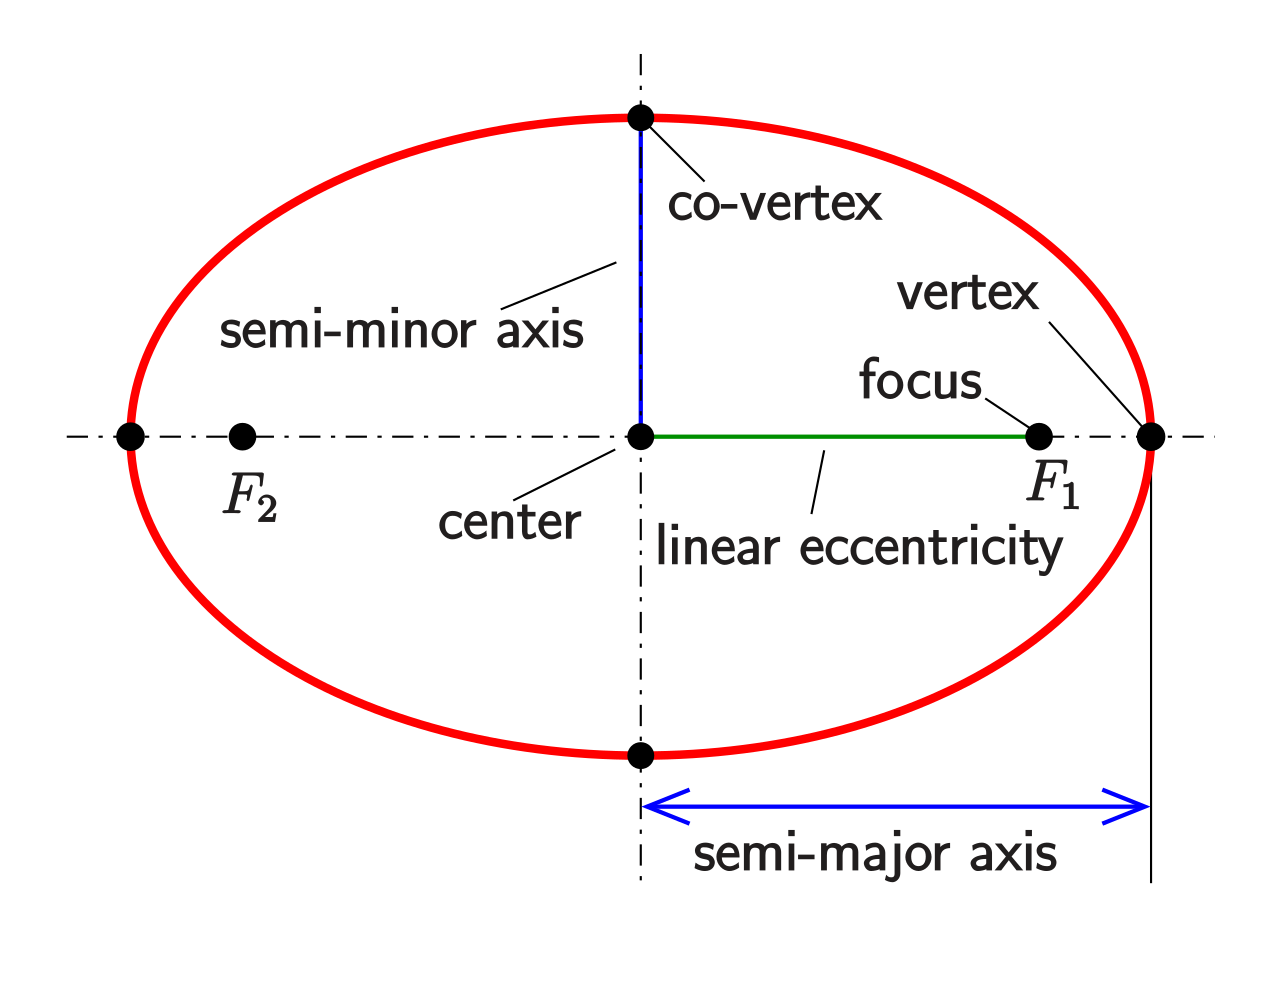 co-vertex
vertex
semi-minor axis
focus
F₂
F₁
center
linear eccentricity
semi-major axis